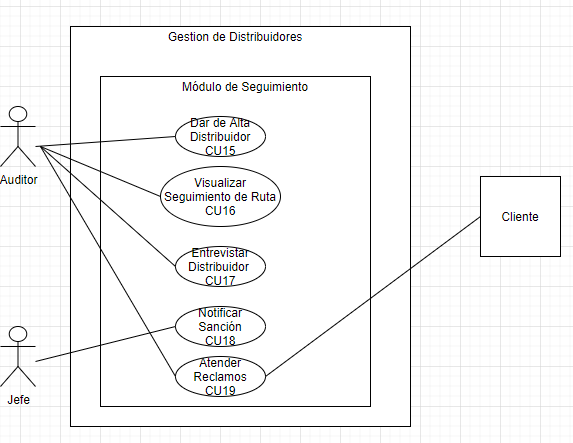 Gestion de Distribuidores
Módulo de Seguimiento
Dar de Alta
Distribuidor
CU15
Visualizar
Seguimiento de Ruta
CU16
Auditor
Cliente
Entrevistar
Distribuidor
CU17
Notificar
Sanción
CU18
Atender
Reclamos
CU19
Jefe